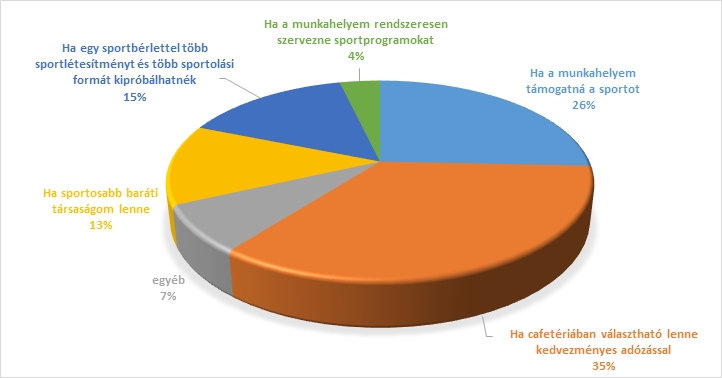 Ha a munkahelyem rendszeresen
szervezne sportprogramokat
4%
Ha egy sportbérlettel több
sportlétesítményt és több sportolási
formát kipróbálhatnék
15%
Ha a munkahelyem
támogatná a sportot
26%
Ha sportosabb baráti
társaságom lenne
13%
egyéb
7%
Ha cafetériában választható lenne
kedvezményes adózással
35%